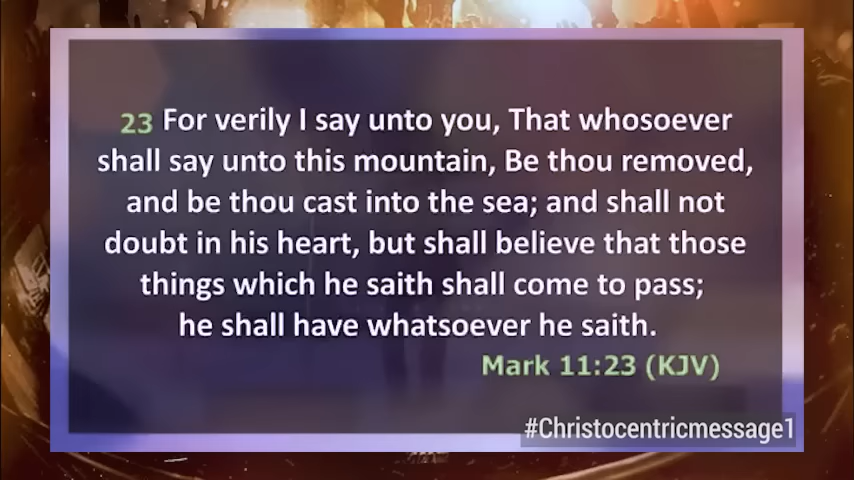 23 For verily I say unto you, That whosoever
shall say unto this mountain, Be thou removed,
and be thou cast into the sea; and shall not
doubt in his heart, but shall believe that those
things which he saith shall come to pass;
he shall have whatsoever he saith.
Mark 11:23 (KJV)
#Christocentricmessage1